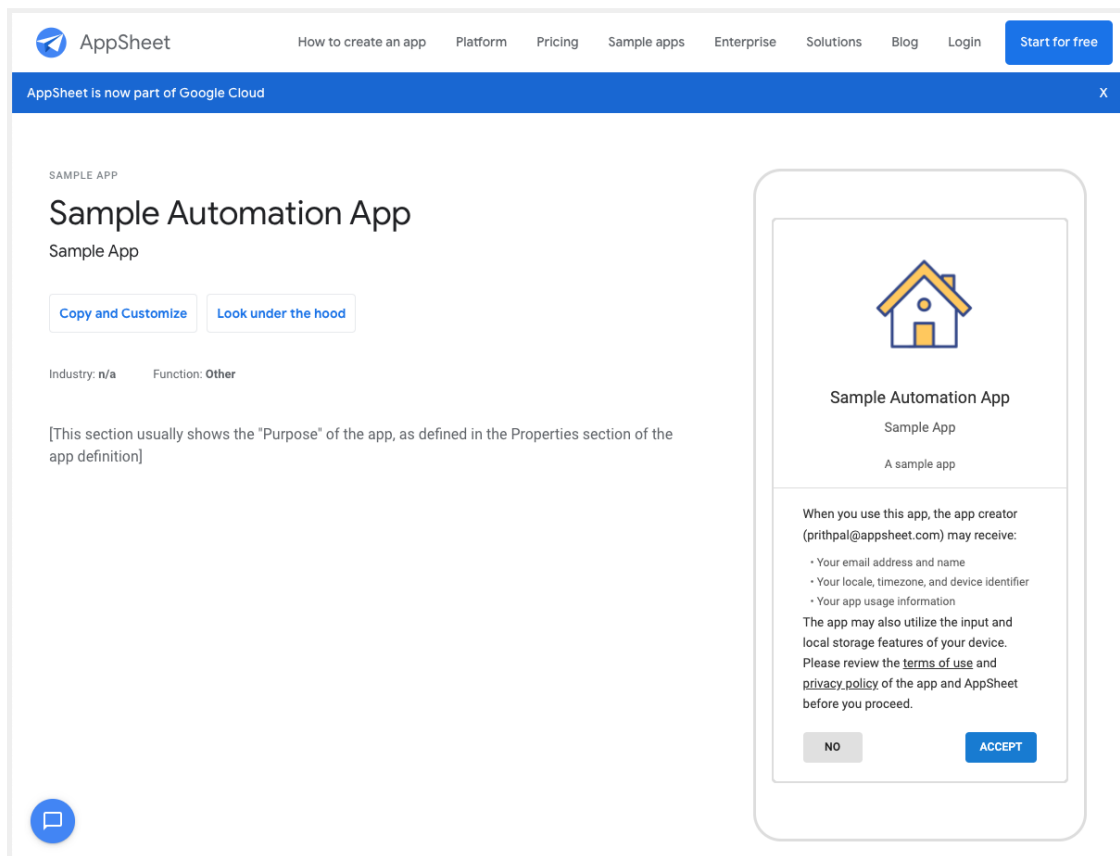 AppSheet
How to create an app Platform Pricing Sample apps Enterprise Solutions Blog Login Start for free
AppSheet is now part of Google Cloud X
SAMPLE APP
Sample Automation App
Sample App
Copy and Customize Look under the hood
Industry: n/a Function: Other
[This section usually shows the "Purpose" of the app, as defined in the Properties section of the
app definition]
Sample Automation App
Sample App
A sample app
When you use this app, the app creator
(prithpal@appsheet.com) may receive:
• Your email address and name
• Your locale, timezone, and device identifier
• Your app usage information
The app may also utilize the input and
local storage features of your device.
Please review the terms of use and
privacy policy of the app and AppSheet
before you proceed.
NO ACCEPT